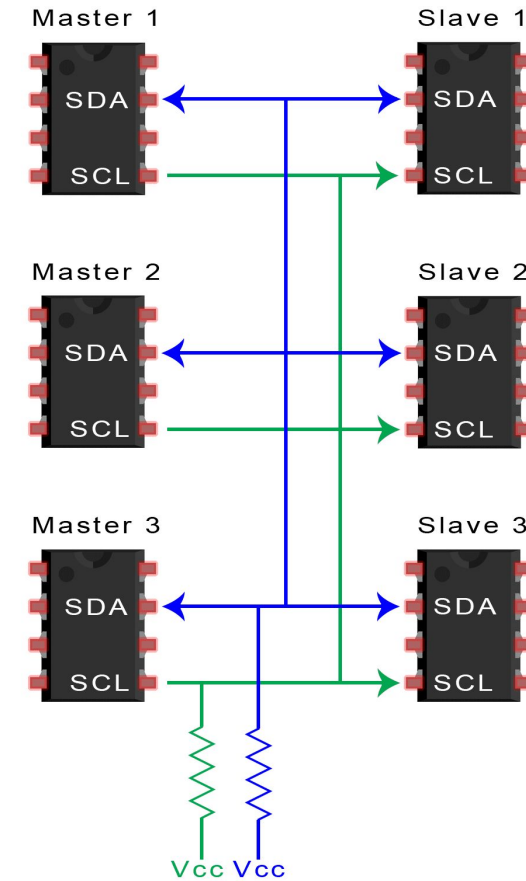 Master 1
Slave 1
SDA
SDA
SCL
SCL
Master 2
Slave 2
SDA
SDA
SCL
SCL
Master 3
Slave 3
SDA
SDA
SCL
SCL
Vcc Vcc